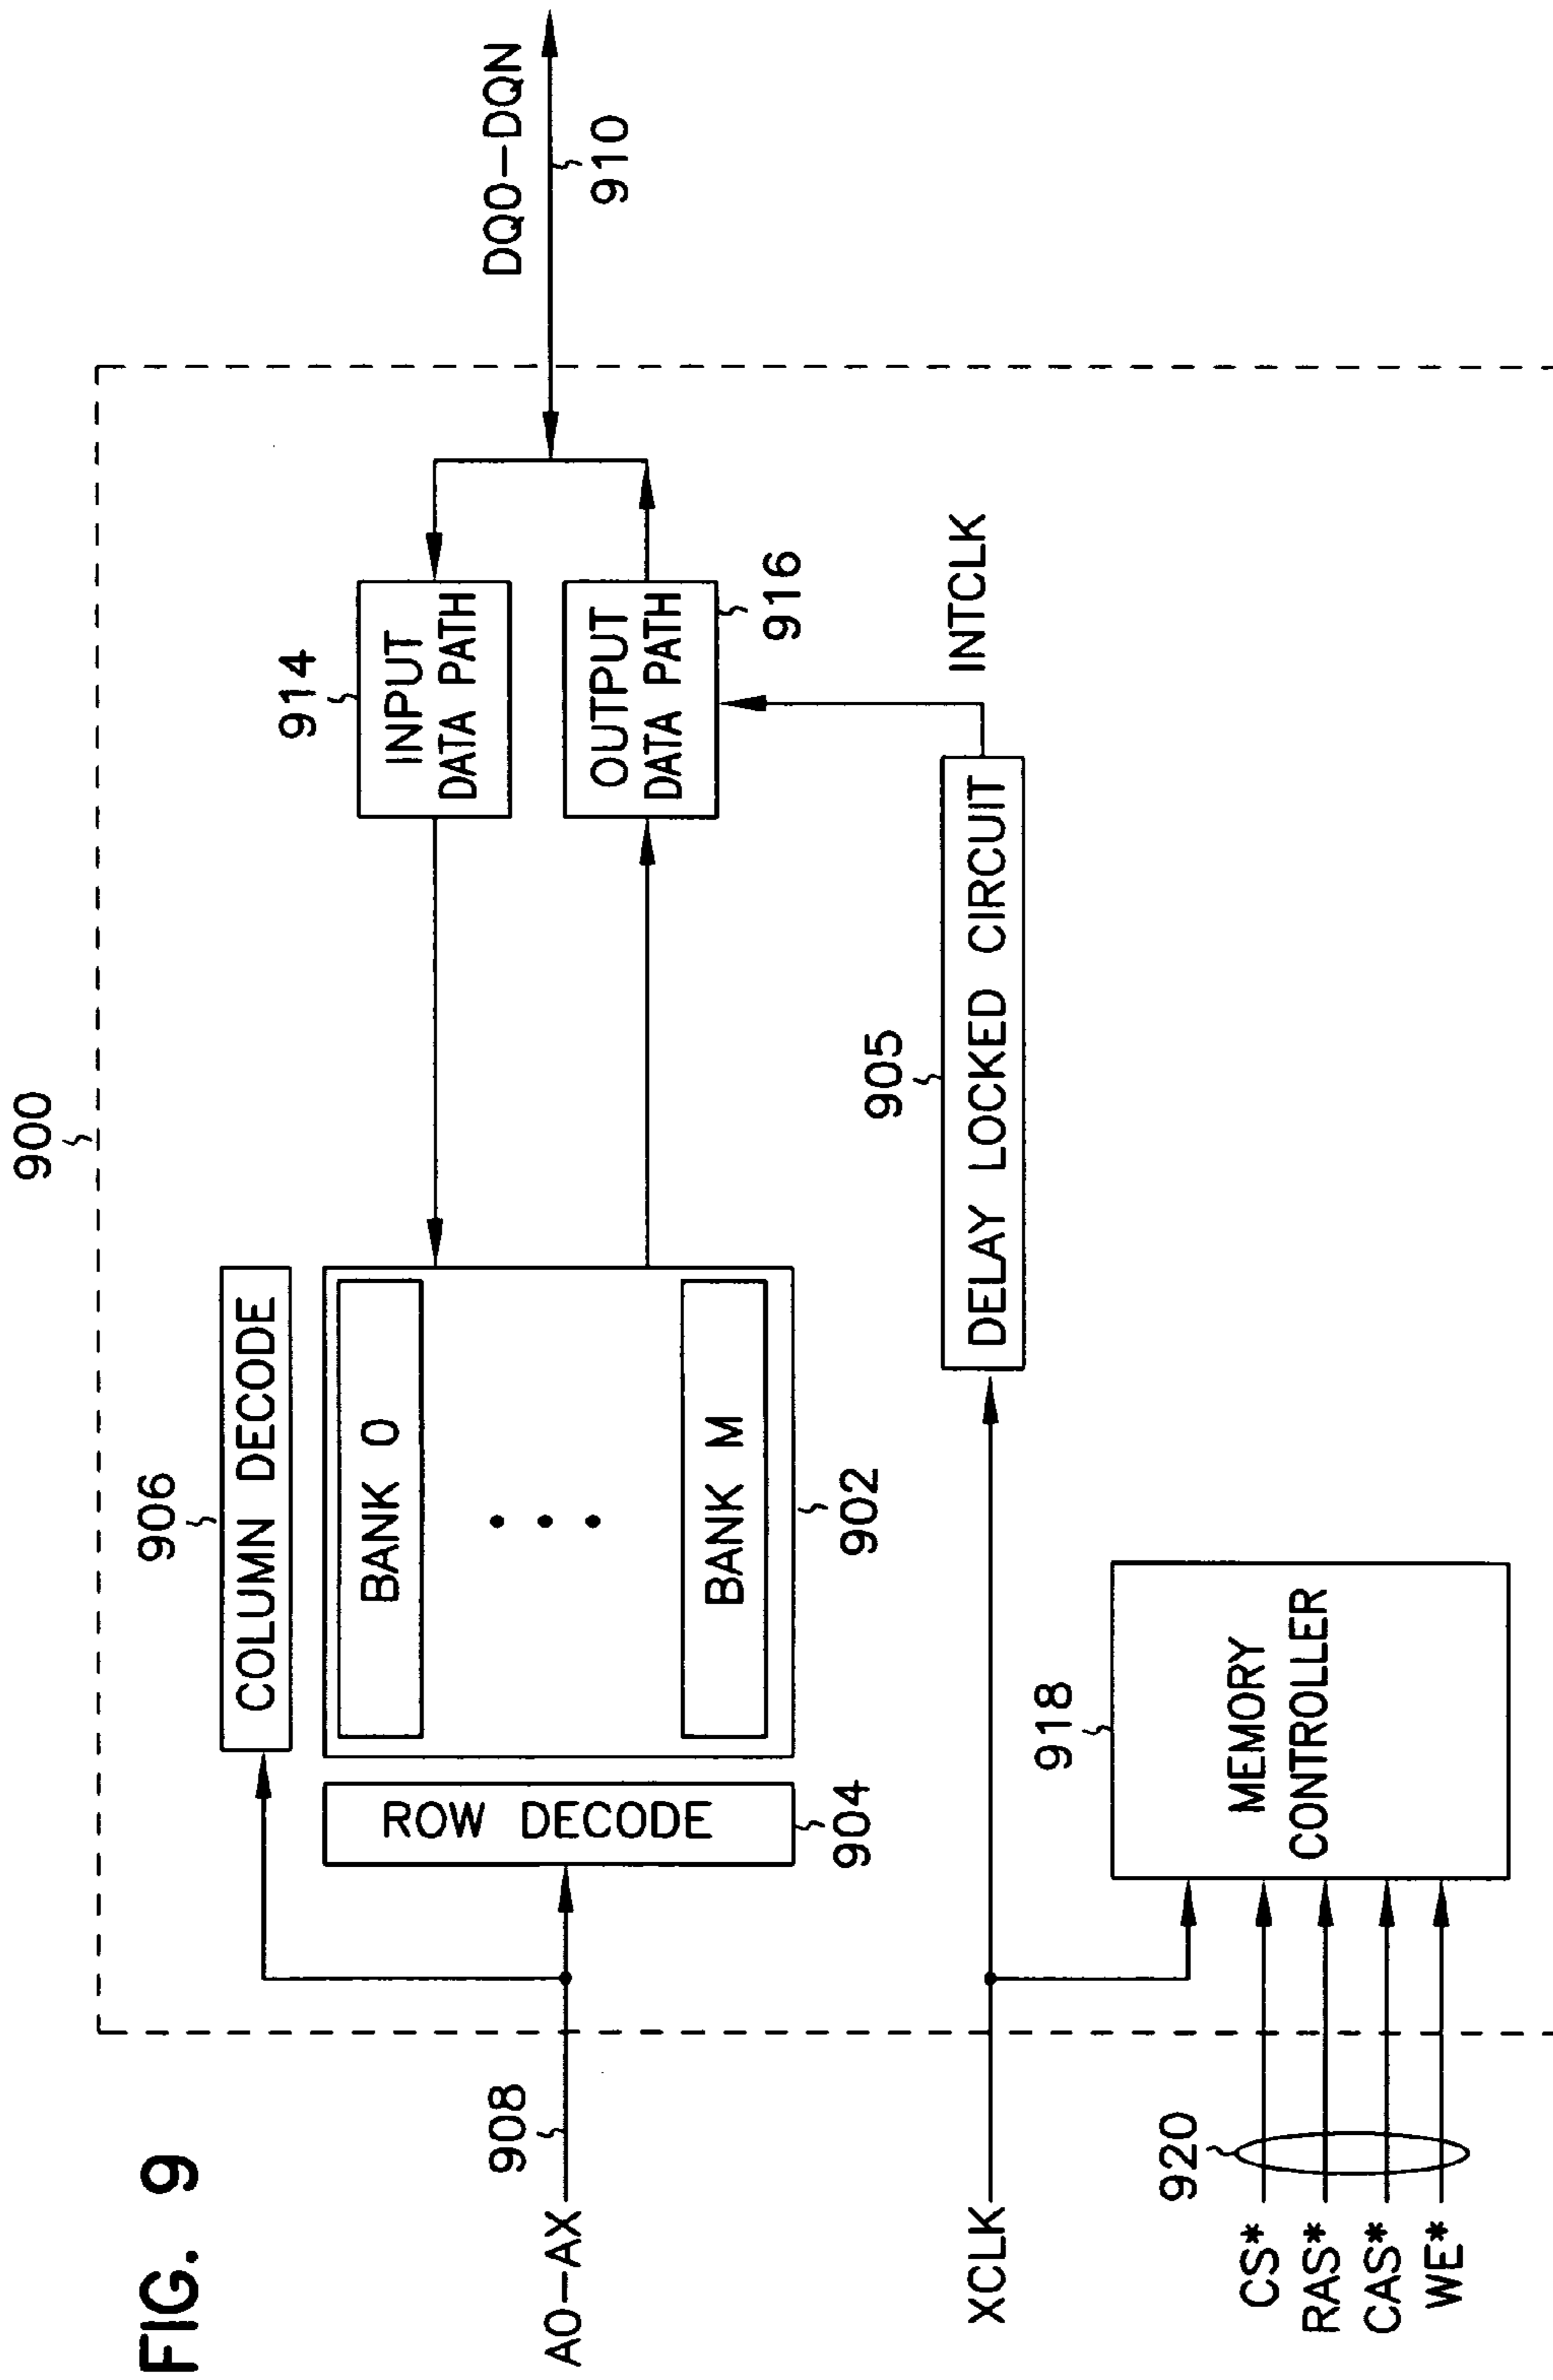 FIG. 9
900
906
COLUMN DECODE
BANK 0
BANK M
902
ROW DECODE
904
908
A0-AX
914
INPUT
DATA PATH
OUTPUT
DATA PATH
916
DQ0-DQN
910
INTCLK
905
DELAY LOCKED CIRCUIT
XCLK
918
MEMORY
CONTROLLER
920
CS*
RAS*
CAS*
WE*